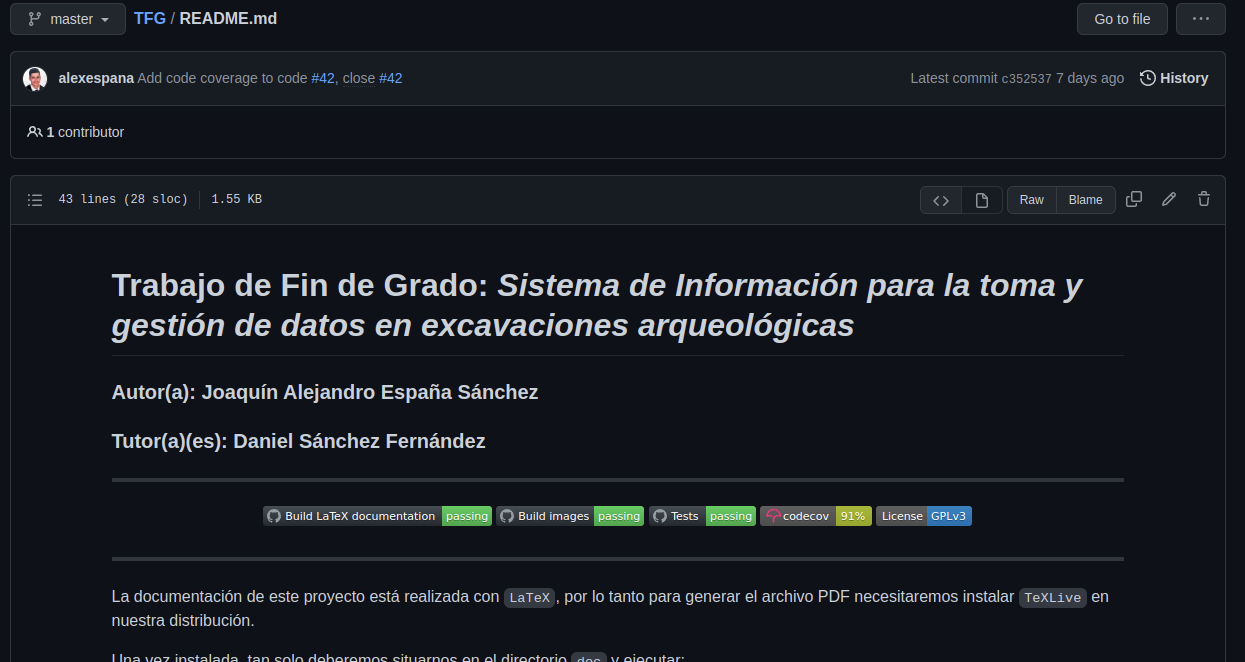 master TFG / README.md Go to file ...
alexespana Add code coverage to code #42, close #42 Latest commit c352537 7 days ago History
1 contributor
43 lines (28 sloc) 1.55 KB <> Raw Blame
Trabajo de Fin de Grado: Sistema de Información para la toma y
gestión de datos en excavaciones arqueológicas
Autor(a): Joaquín Alejandro España Sánchez
Tutor(a)(es): Daniel Sánchez Fernández
Build LaTeX documentation passing Build images passing Tests passing codecov 91% License GPLv3
La documentación de este proyecto está realizada con LaTeX, por lo tanto para generar el archivo PDF necesitaremos instalar TeXLive en
nuestra distribución.
Una vez instalada, tan solo deberemos situarnos en el directorio doc y ejecutar: